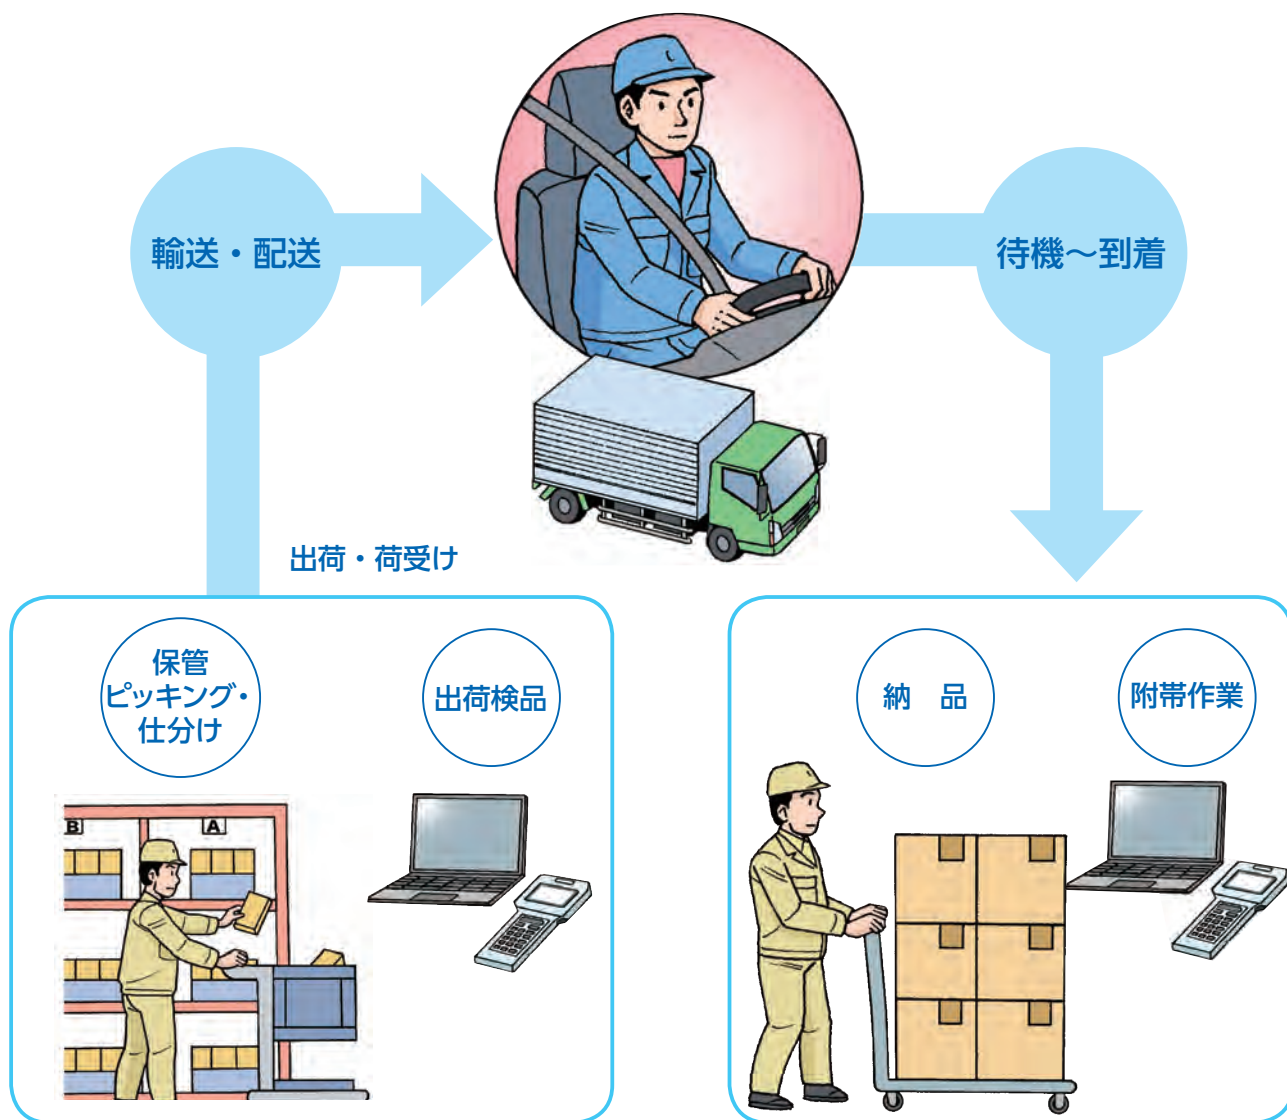 輸送・配送
待機～到着
出荷・荷受け
保管
ピッキング・
仕分け
出荷検品
納　品
附帯作業
B
A